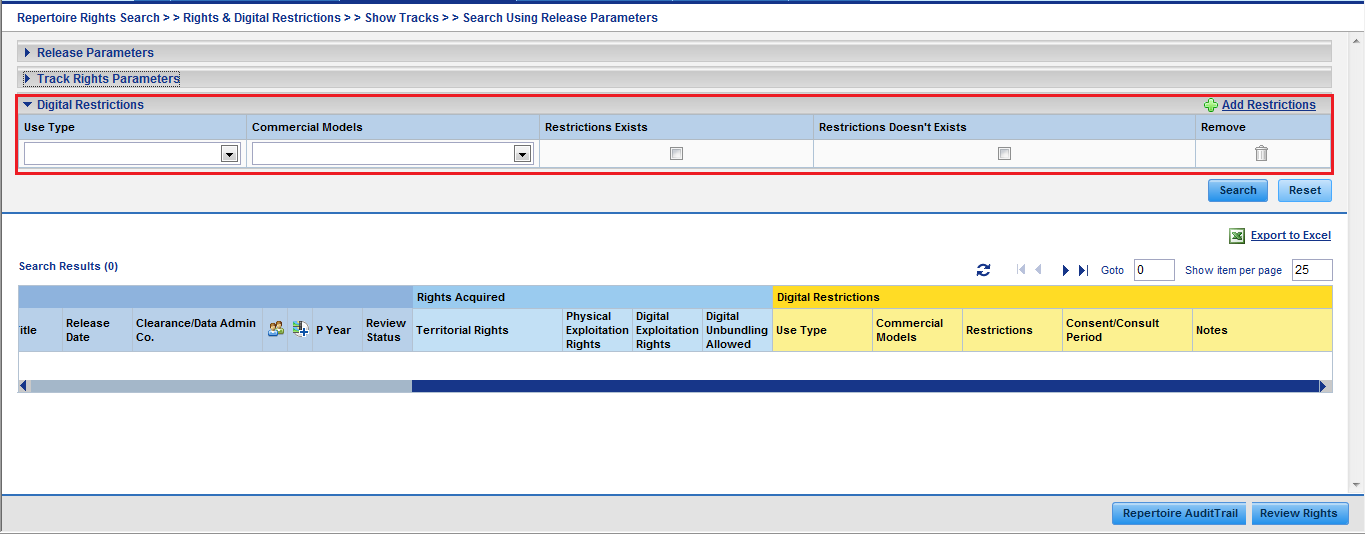 Repertoire Rights Search > > Rights & Digital Restrictions > > Show Tracks > > Search Using Release Parameters
Release Parameters
Track Rights Parameters
Digital Restrictions Add Restrictions
Use Type Commercial Models Restrictions Exists Restrictions Doesn't Exists Remove
Search Reset
Export to Excel
Search Results (0) Goto 0 Show item per page 25
Rights Acquired Digital Restrictions
itle Release Date Clearance/Data Admin Co. P Year Review Status Territorial Rights Physical Exploitation Rights Digital Exploitation Rights Digital Unbundling Allowed Use Type Commercial Models Restrictions Consent/Consult Period Notes
Repertoire AuditTrail Review Rights